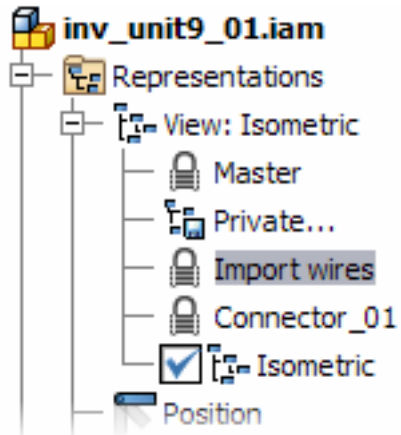 inv_unit9_01.iam
Representations
View: Isometric
Master
Private...
Import wires
Connector_01
Isometric
Position